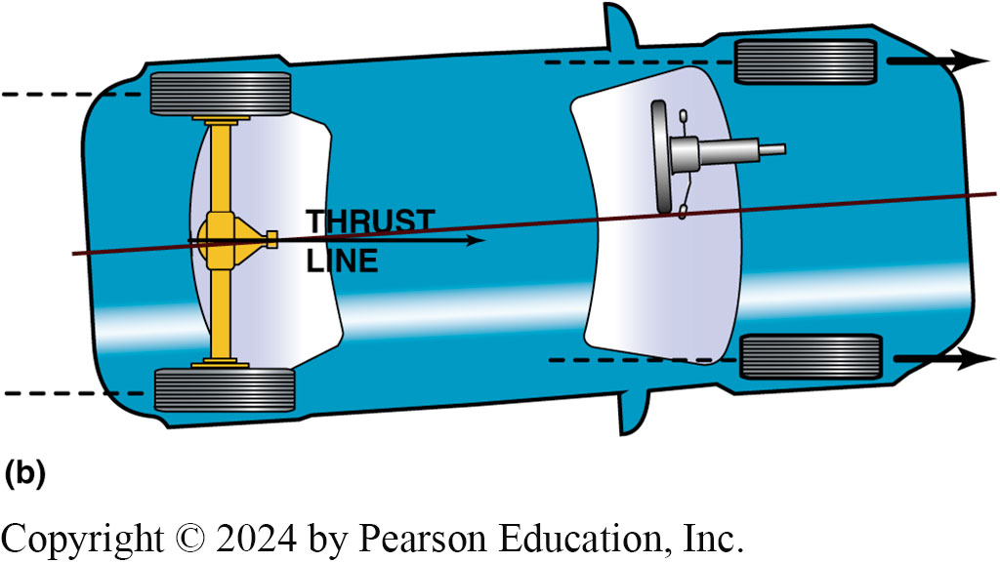 THRUST
LINE
(b)
Copyright © 2024 by Pearson Education, Inc.